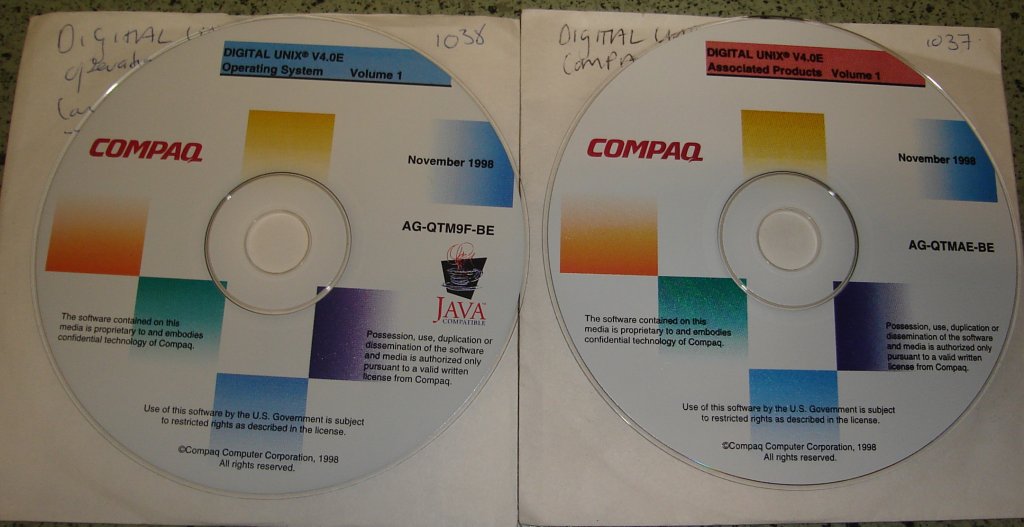 DIGITAL
1038
DIGITAL UNIX® V4.0E
Operating System Volume 1
COMPAQ
November 1998
AG-QTM9F-BE
JAVA™
COMPATIBLE
The software contained on this
media is proprietary to and embodies
confidential technology of Compaq.
Possession, use, duplication or
dissemination of the software
and media is authorized only
pursuant to a valid written
license from Compaq.
Use of this software by the U.S. Government is subject
to restricted rights as described in the license.
©Compaq Computer Corporation, 1998
All rights reserved.
DIGITAL
1037
DIGITAL UNIX® V4.0E
Associated Products Volume 1
COMPAQ
November 1998
AG-QTMAE-BE
The software contained on this
media is proprietary to and embodies
confidential technology of Compaq.
Possession, use, duplication or
dissemination of the software
and media is authorized only
pursuant to a valid written
license from Compaq.
Use of this software by the U.S. Government is subject
to restricted rights as described in the license.
©Compaq Computer Corporation, 1998
All rights reserved.